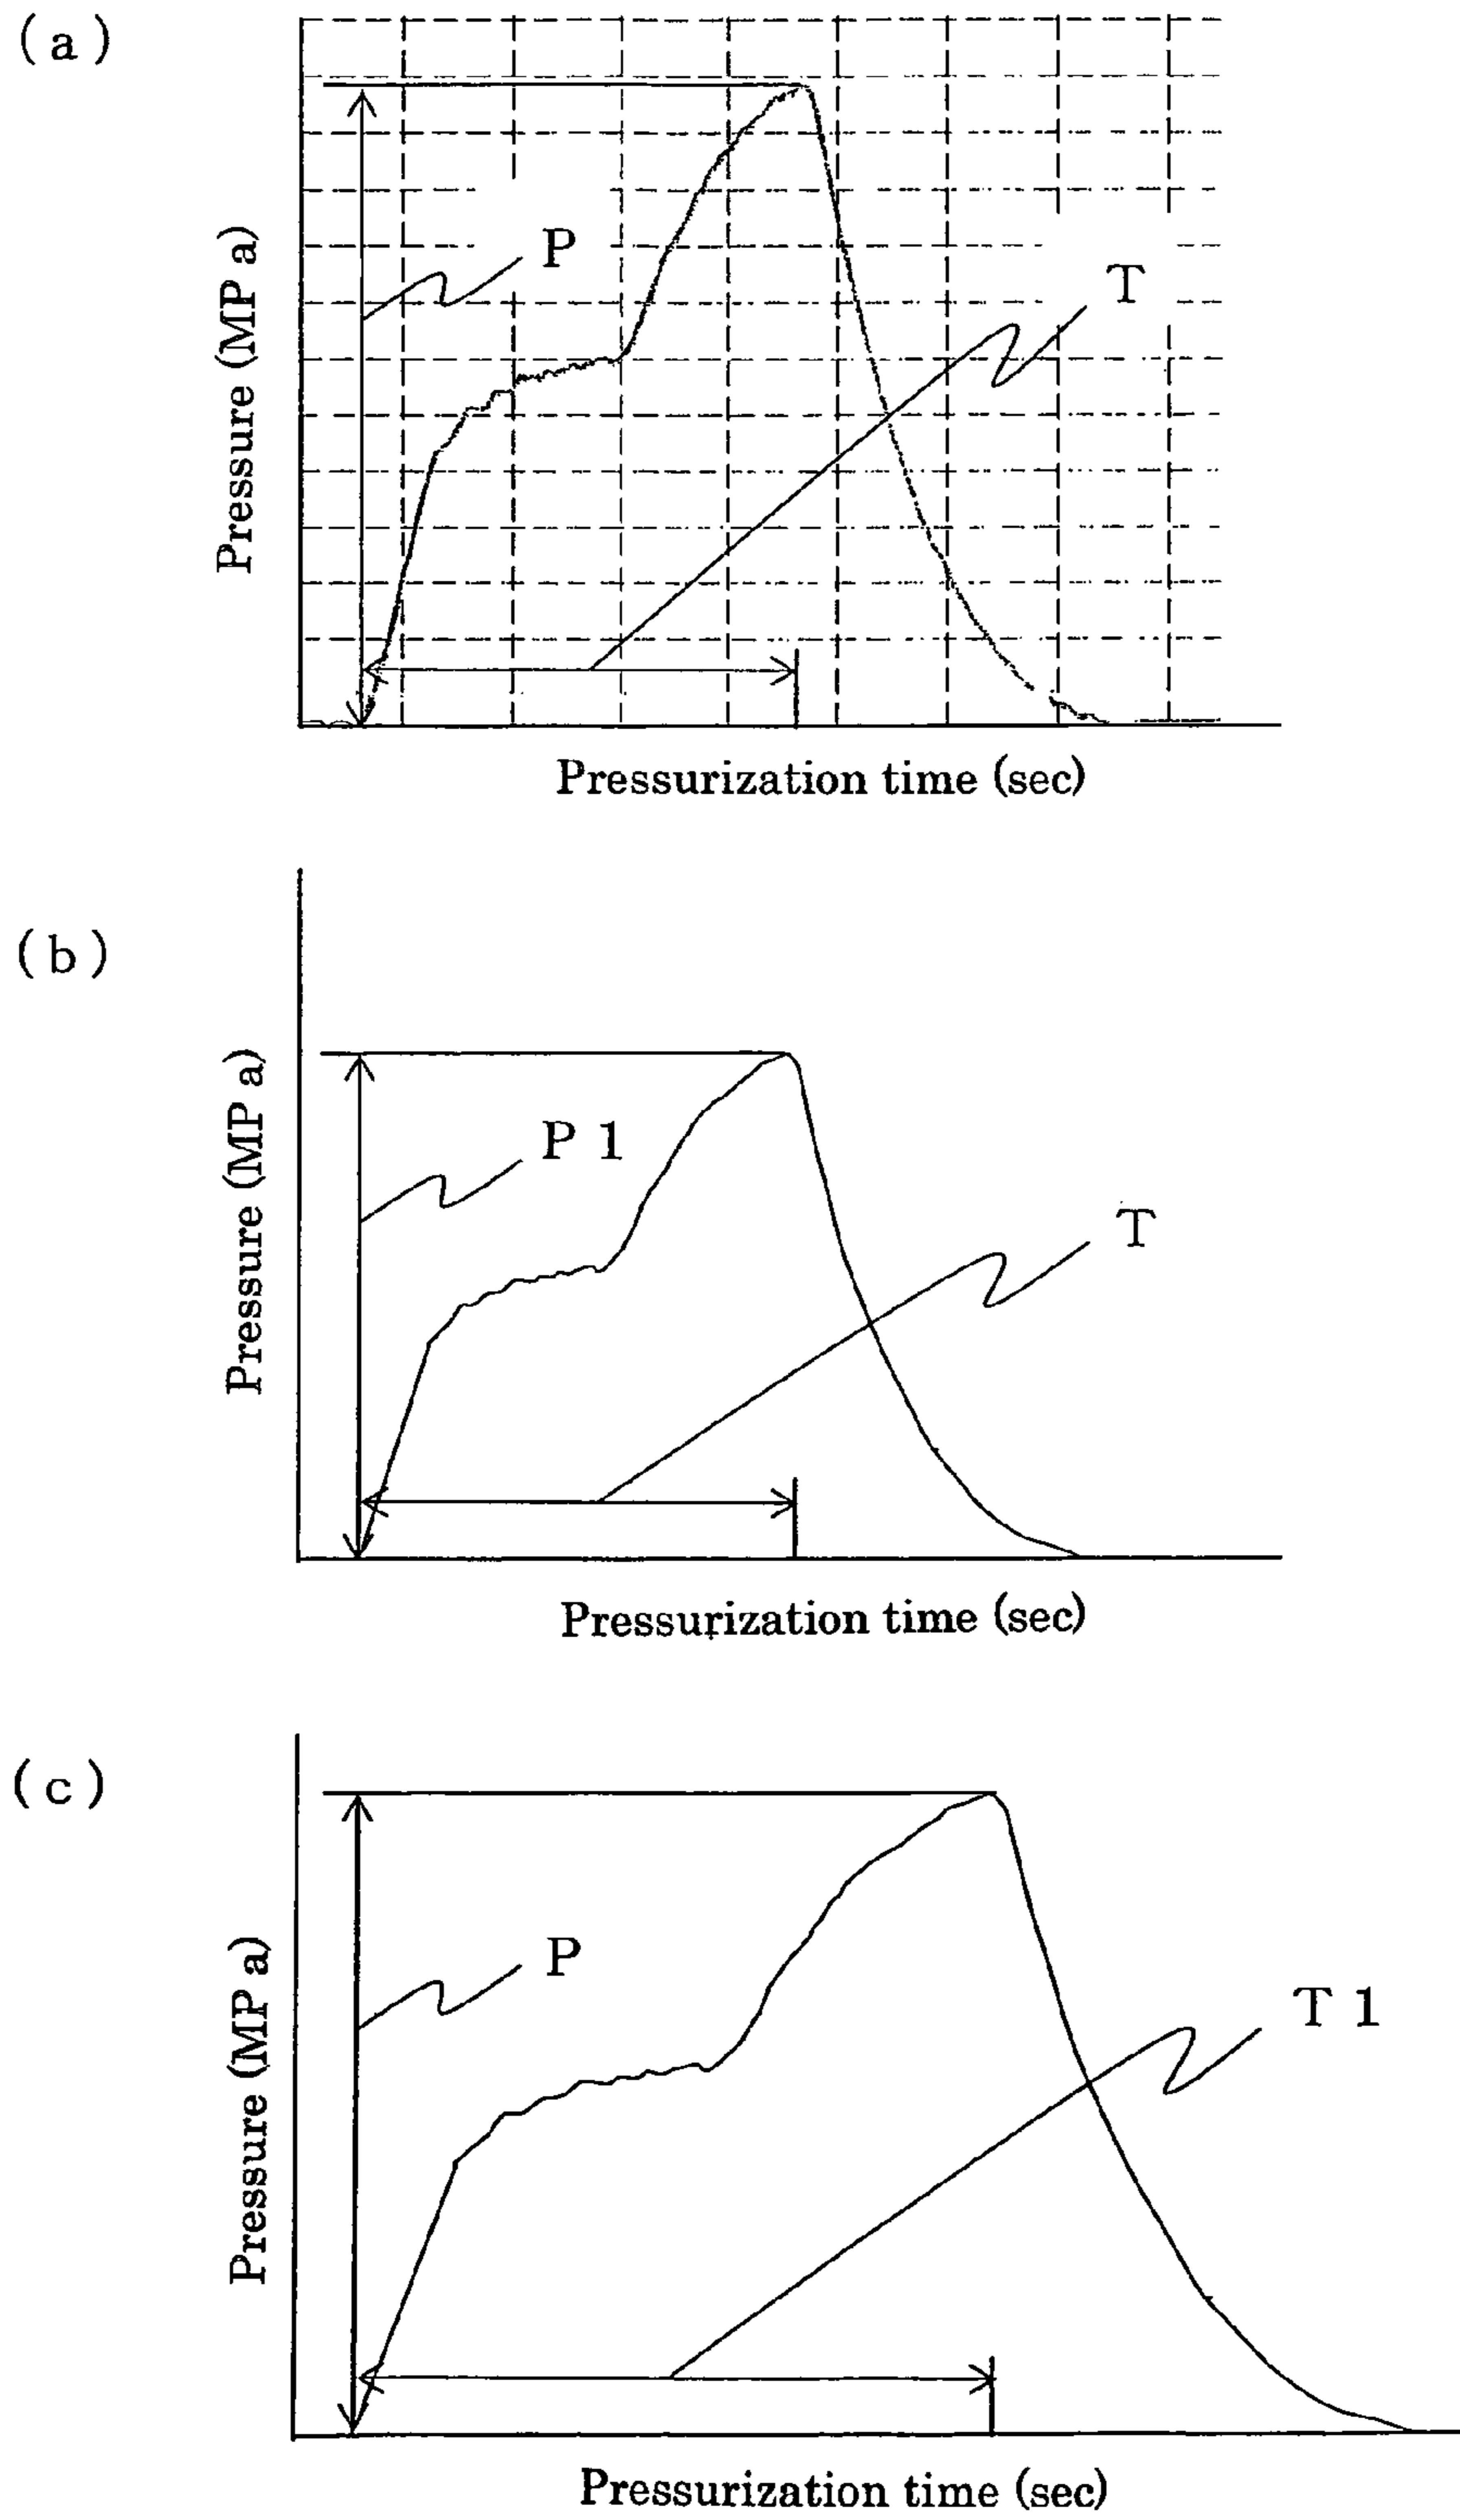 (a)
P
T
Pressure (MP a)
Pressurization time (sec)
(b)
P 1
T
Pressure (MP a)
Pressurization time (sec)
(c)
P
T 1
Pressure (MP a)
Pressurization time (sec)